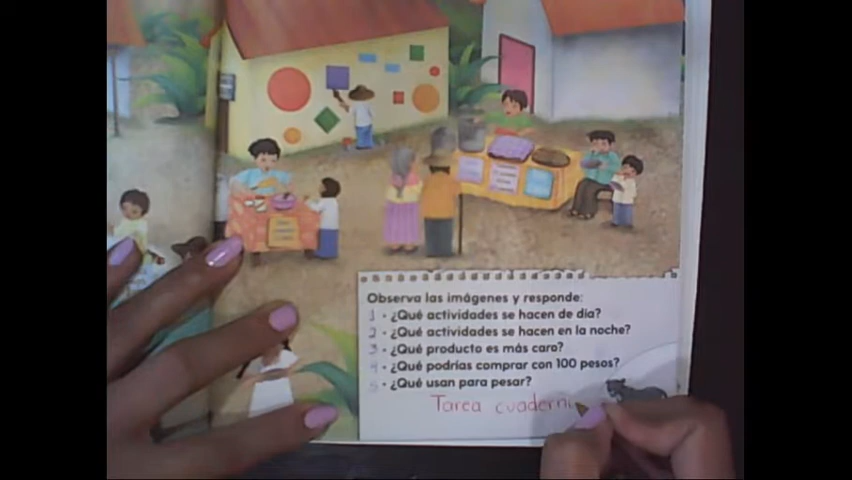 Observa las imágenes y responde:
1 • ¿Qué actividades se hacen de día?
2 • ¿Qué actividades se hacen en la noche?
3 • ¿Qué producto es más caro?
4 • ¿Qué podrías comprar con 100 pesos?
5 • ¿Qué usan para pesar?
Tarea cuaderni